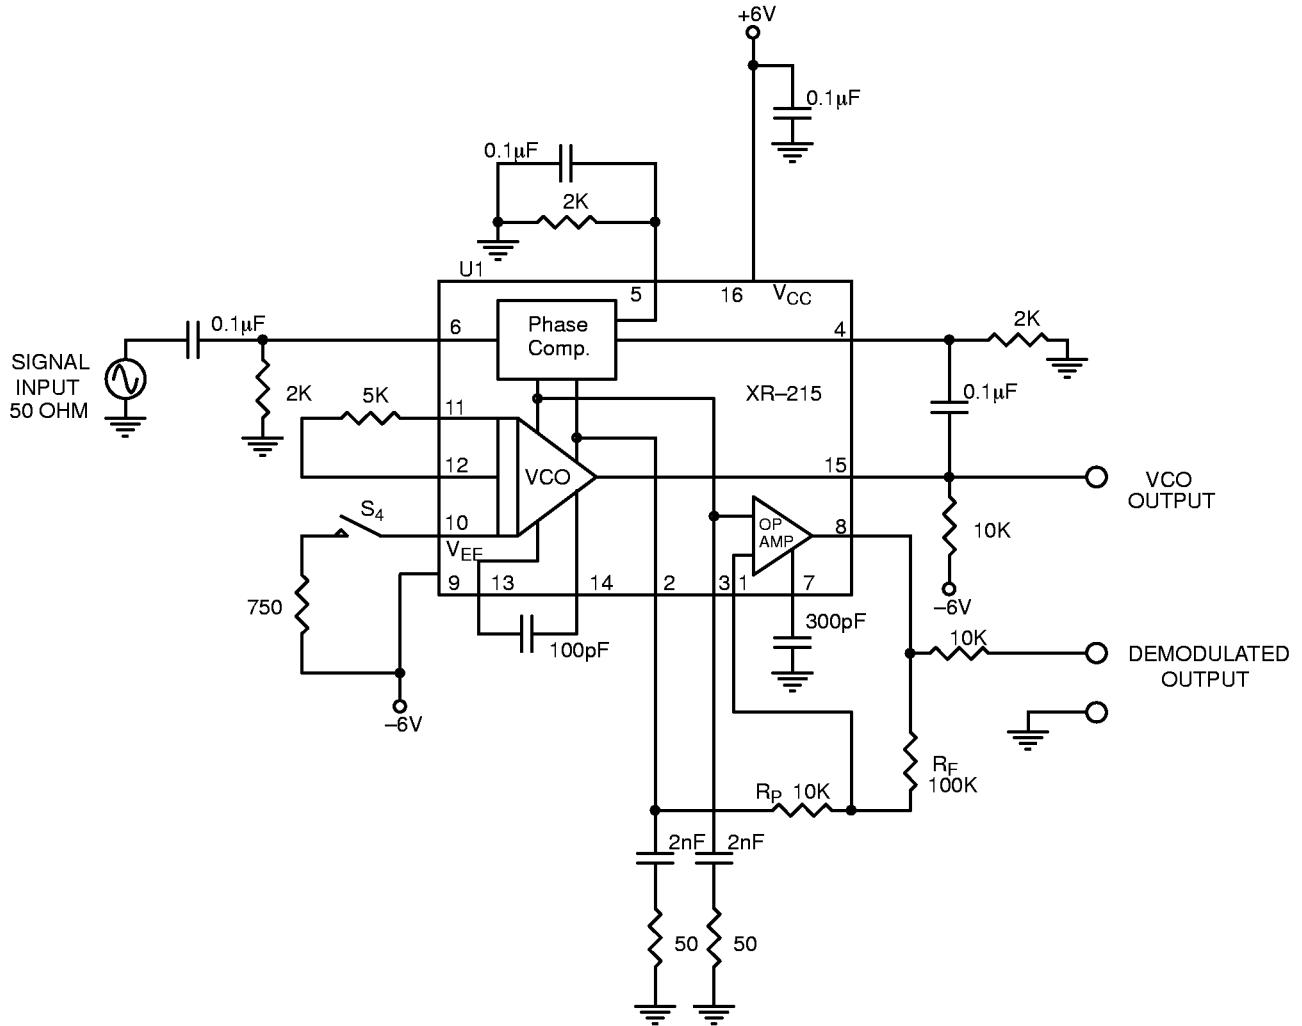 +6V
0.1µF
0.1µF
2K
U1
5
16
VCC
0.1µF
6
Phase
Comp.
4
2K
SIGNAL
INPUT
50 OHM
2K
5K
11
XR–215
0.1µF
12
VCO
15
VCO
OUTPUT
S4
10
OP
AMP
8
10K
VEE
9
13
14
2
3
1
7
–6V
750
100pF
300pF
10K
DEMODULATED
OUTPUT
–6V
RF
100K
RP 10K
2nF
2nF
50
50